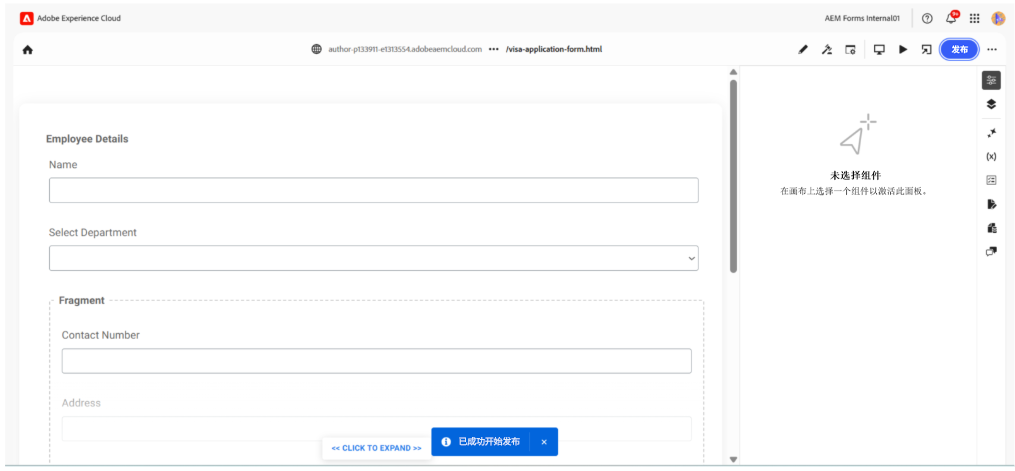 Adobe Experience Cloud
AEM Forms Internal01
9+
author-p133911-e1313554.adobeaemcloud.com ••• /visa-application-form.html
发布
Employee Details
Name
Select Department
Fragment
Contact Number
Address
<< CLICK TO EXPAND >>
已成功开始发布
未选择组件
在画布上选择一个组件以激活此面板。
(x)